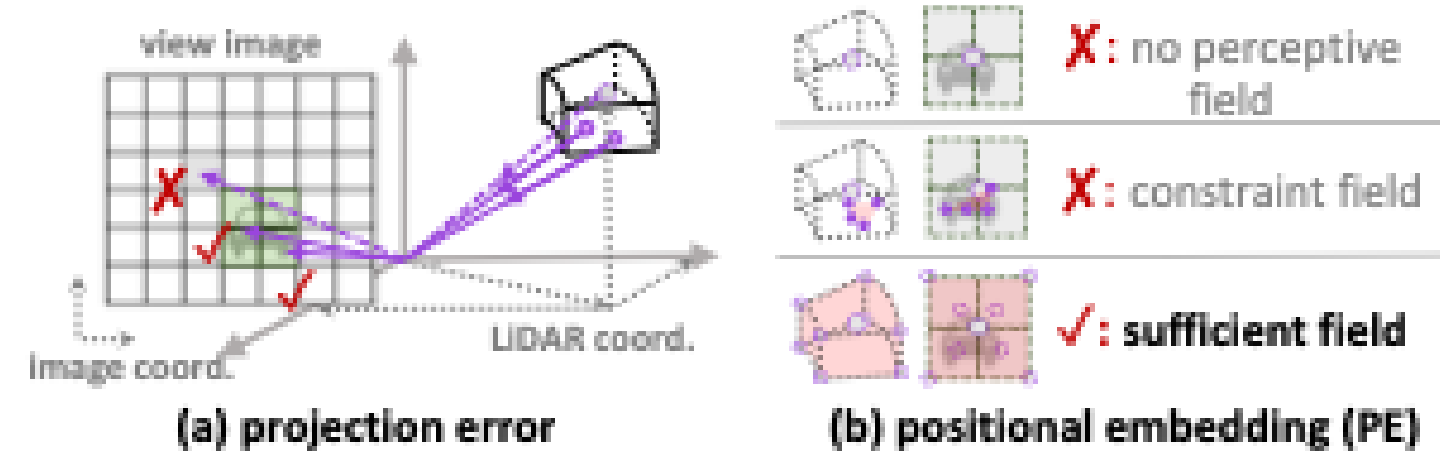 view image
LiDAR coord.
image coord.
(a) projection error
✗: no perceptive
field
✗: constraint field
✓: sufficient field
(b) positional embedding (PE)